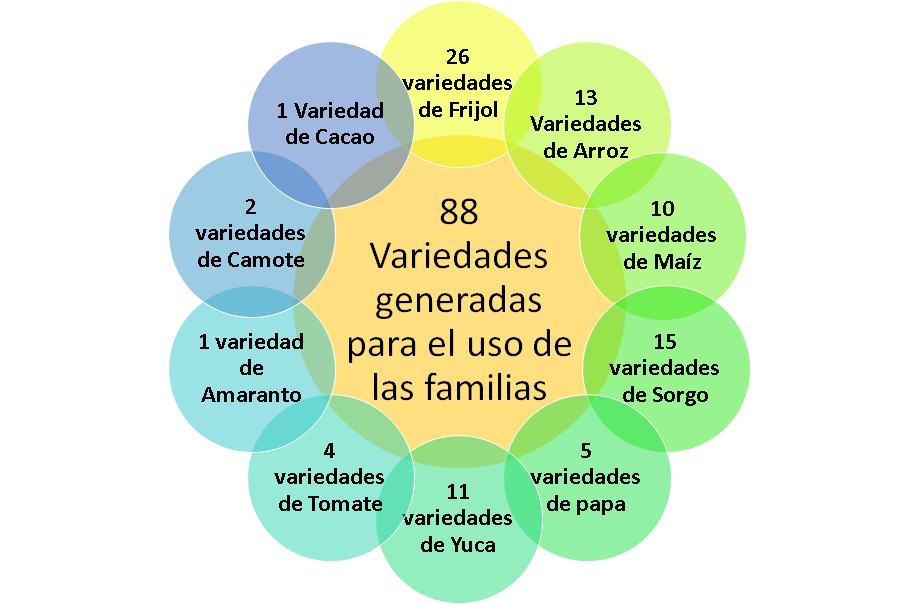 26
variedades
de Frijol
13
Variedades
de Arroz
10
variedades
de Maíz
15
variedades
de Sorgo
5
variedades
de papa
11
variedades
de Yuca
4
variedades
de Tomate
1 variedad
de
Amaranto
2
variedades
de Camote
1 Variedad
de Cacao
88
Variedades
generadas
para el uso de
las familias